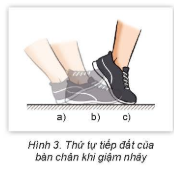 a) b) c)
Hình 3. Thứ tự tiếp đất của
bàn chân khi giậm nhảy